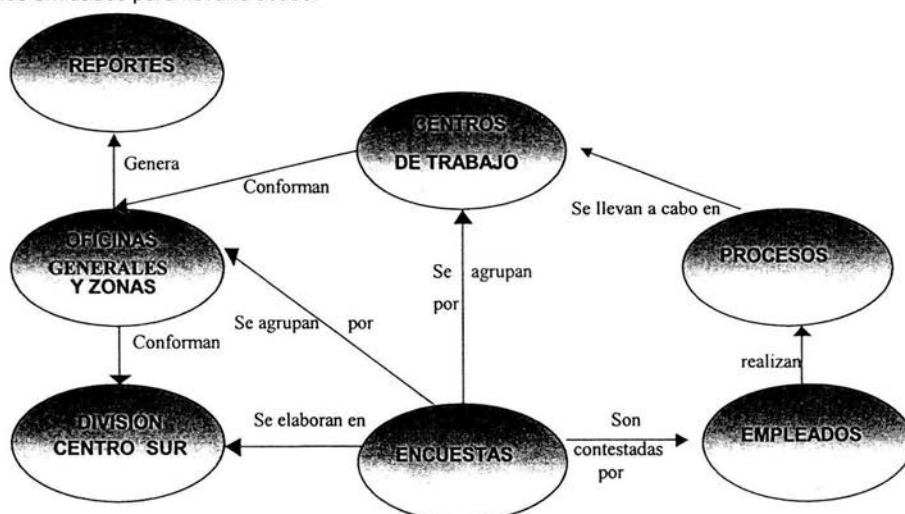 REPORTES
CENTROS
DE TRABAJO
Genera
Conforman
Se llevan a cabo en
OFICINAS
GENERALES
Y ZONAS
PROCESOS
Se agrupan
por
Se agrupan por
Conforman
realizan
DIVISIÓN
CENTRO SUR
Se elaboran en
ENCUESTAS
Son
contestadas
por
EMPLEADOS